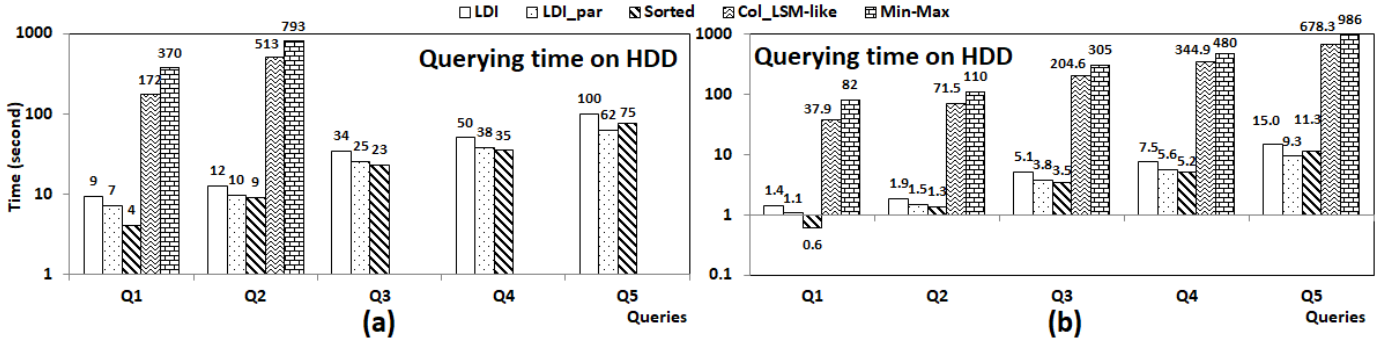 LDI LDI_par Sorted Col_LSM-like Min-Max
Time (second)
1000
100
10
1
Querying time on HDD
9 7 4 172 370
12 10 9 513 793
34 25 23
50 38 35
100 62 75
Q1 Q2 Q3 Q4 Q5
Queries
(a)
1000
100
10
1
0.1
Querying time on HDD
1.4 1.1 0.6 37.9 82
1.9 1.5 1.3 71.5 110
5.1 3.8 3.5 204.6 305
7.5 5.6 5.2 344.9 480
15.0 9.3 11.3 678.3 986
Q1 Q2 Q3 Q4 Q5
Queries
(b)